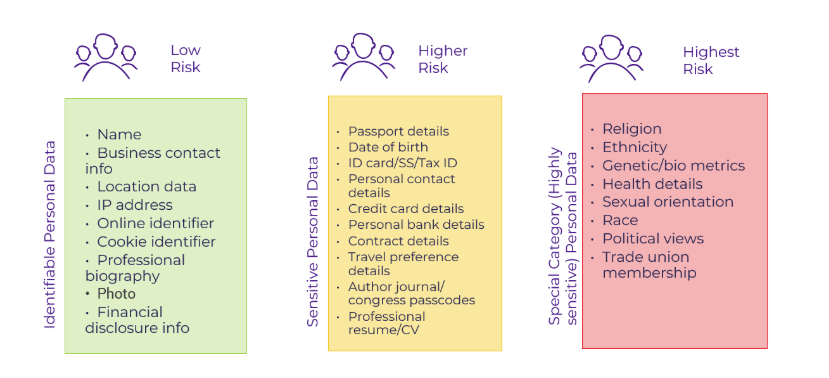 Low
Risk
Identifiable Personal Data
• Name
• Business contact
info
• Location data
• IP address
• Online identifier
• Cookie identifier
• Professional
biography
• Photo
• Financial
disclosure info
Higher
Risk
Sensitive Personal Data
• Passport details
• Date of birth
• ID card/SS/Tax ID
• Personal contact
details
• Credit card details
• Personal bank details
• Contract details
• Travel preference
details
• Author journal/
congress passcodes
• Professional
resume/CV
Highest
Risk
Special Category (Highly
sensitive) Personal Data
• Religion
• Ethnicity
• Genetic/bio metrics
• Health details
• Sexual orientation
• Race
• Political views
• Trade union
membership